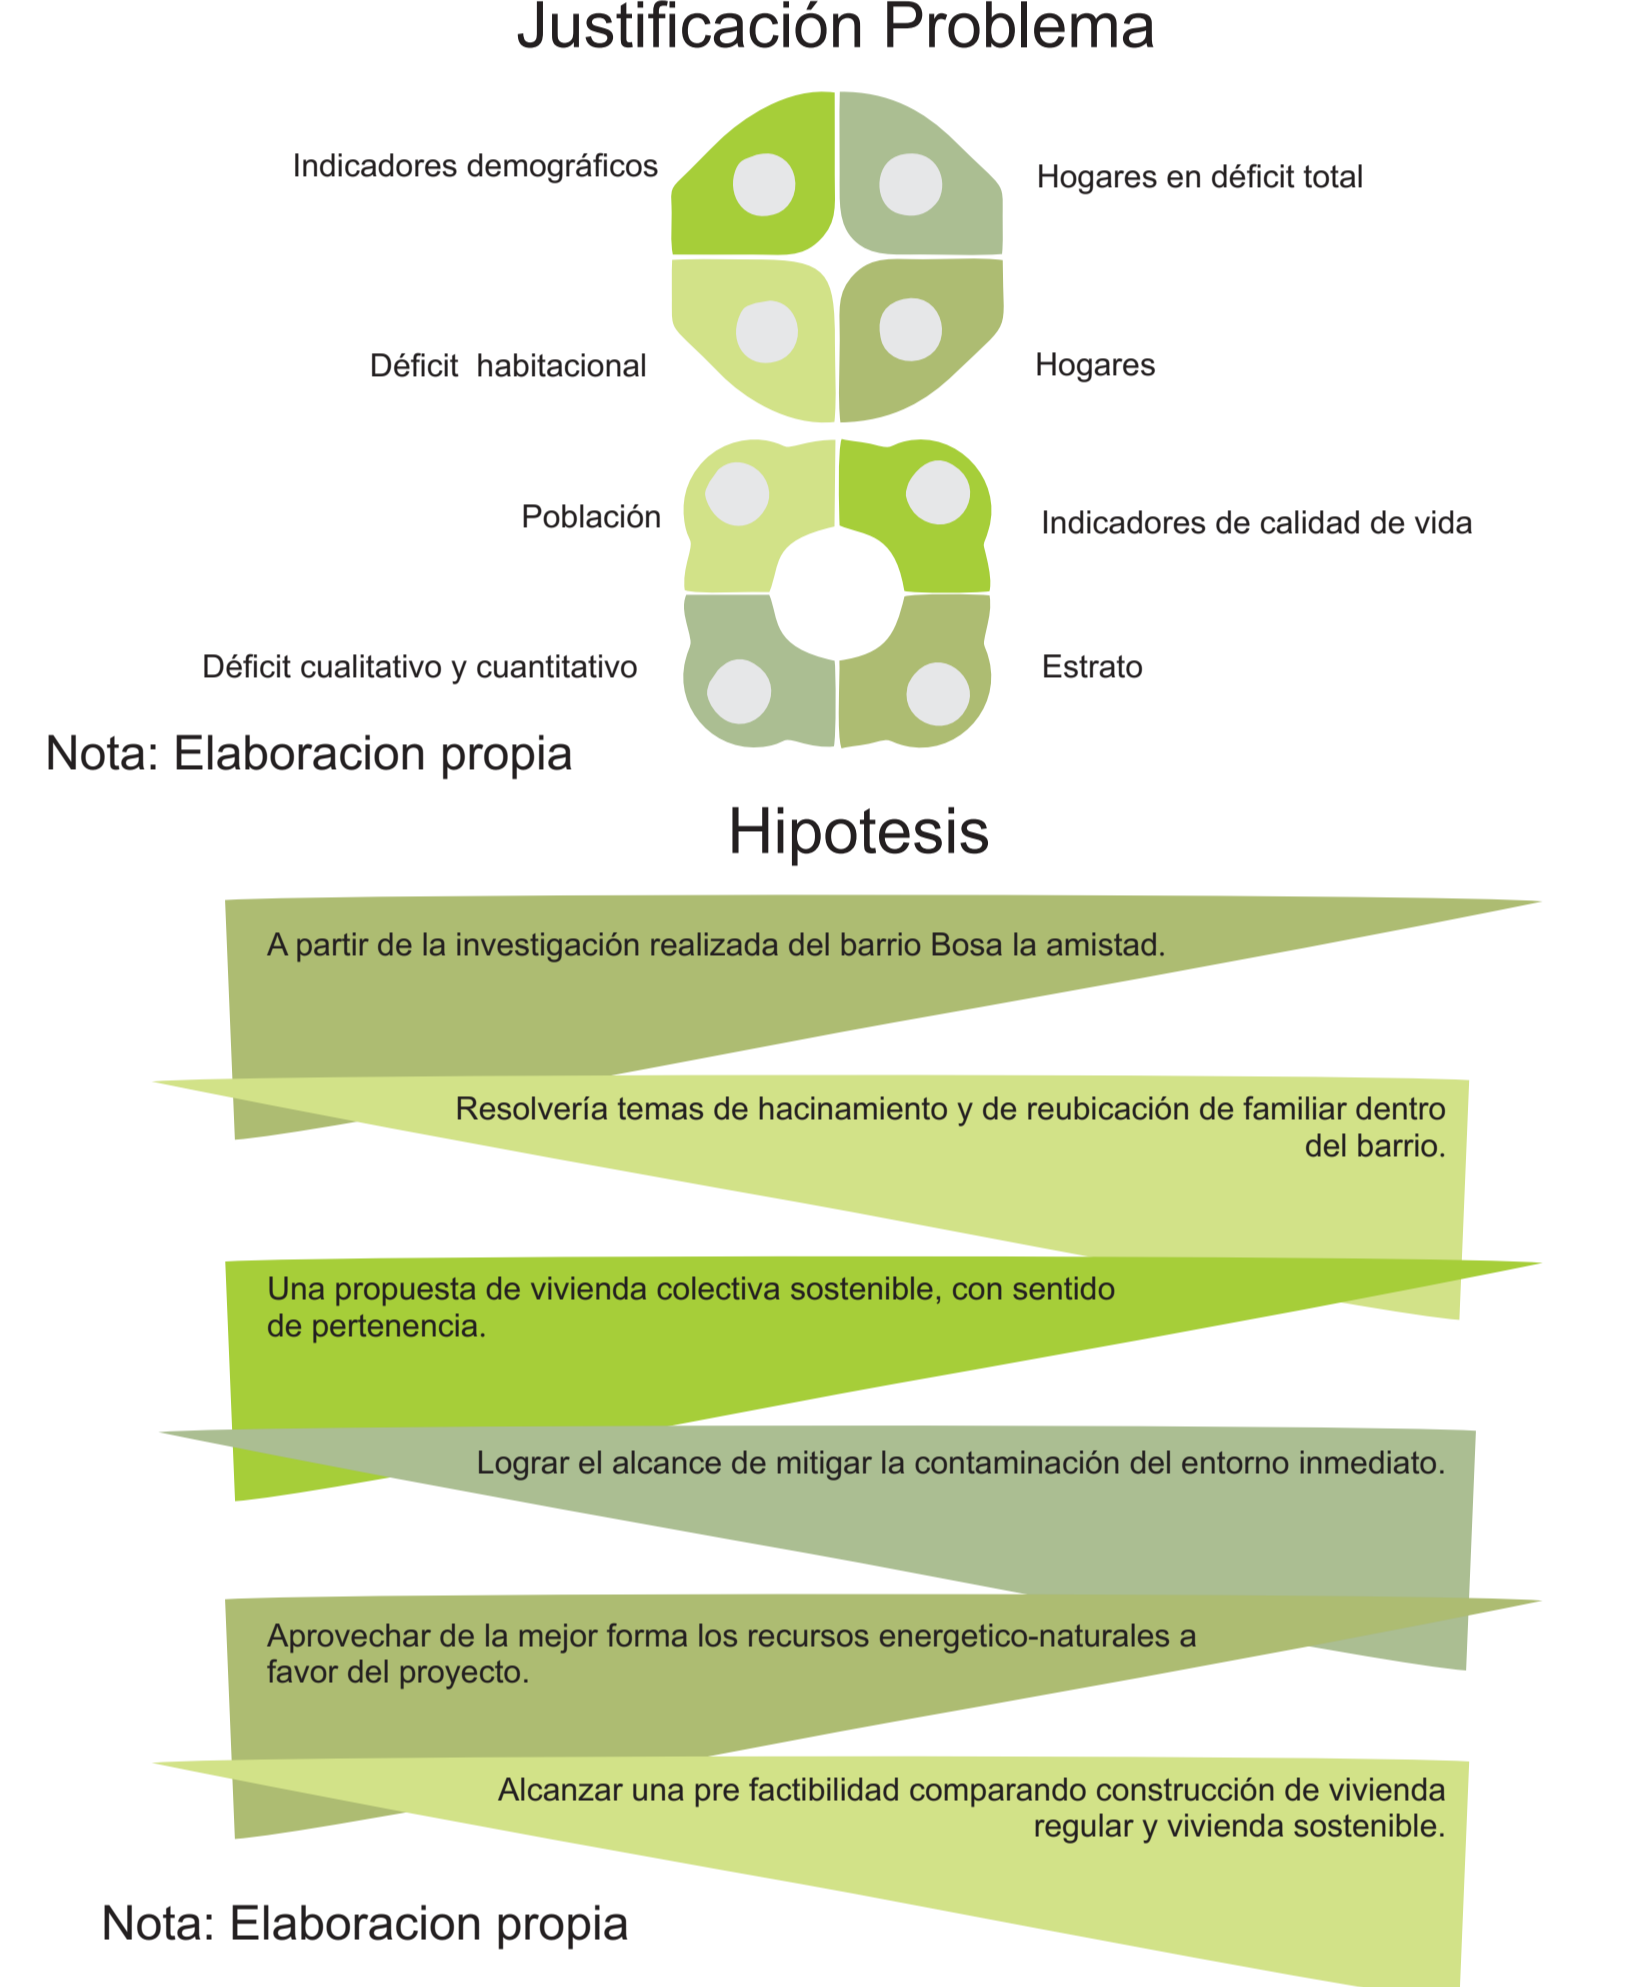 Justificación Problema
Indicadores demográficos
Hogares en déficit total
Déficit habitacional
Hogares
Población
Indicadores de calidad de vida
Déficit cualitativo y cuantitativo
Estrato
Nota: Elaboracion propia
Hipotesis
A partir de la investigación realizada del barrio Bosa la amistad.
Resolvería temas de hacinamiento y de reubicación de familiar dentro
del barrio.
Una propuesta de vivienda colectiva sostenible, con sentido
de pertenencia.
Lograr el alcance de mitigar la contaminación del entorno inmediato.
Aprovechar de la mejor forma los recursos energetico-naturales a
favor del proyecto.
Alcanzar una pre factibilidad comparando construcción de vivienda
regular y vivienda sostenible.
Nota: Elaboracion propia